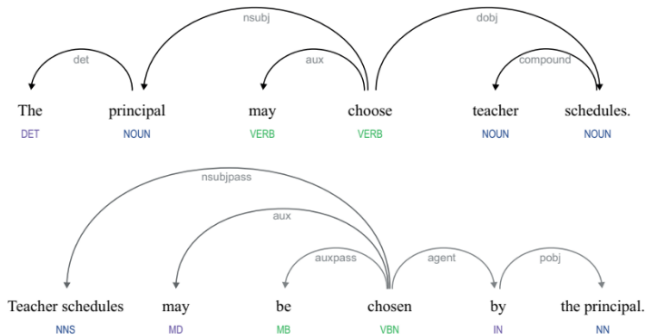 nsubj dobj
det aux compound
The principal may choose teacher schedules.
DET NOUN VERB VERB NOUN NOUN
nsubjpass
aux
auxpass agent pobj
Teacher schedules may be chosen by the principal.
NNS MD MB VBN IN NN